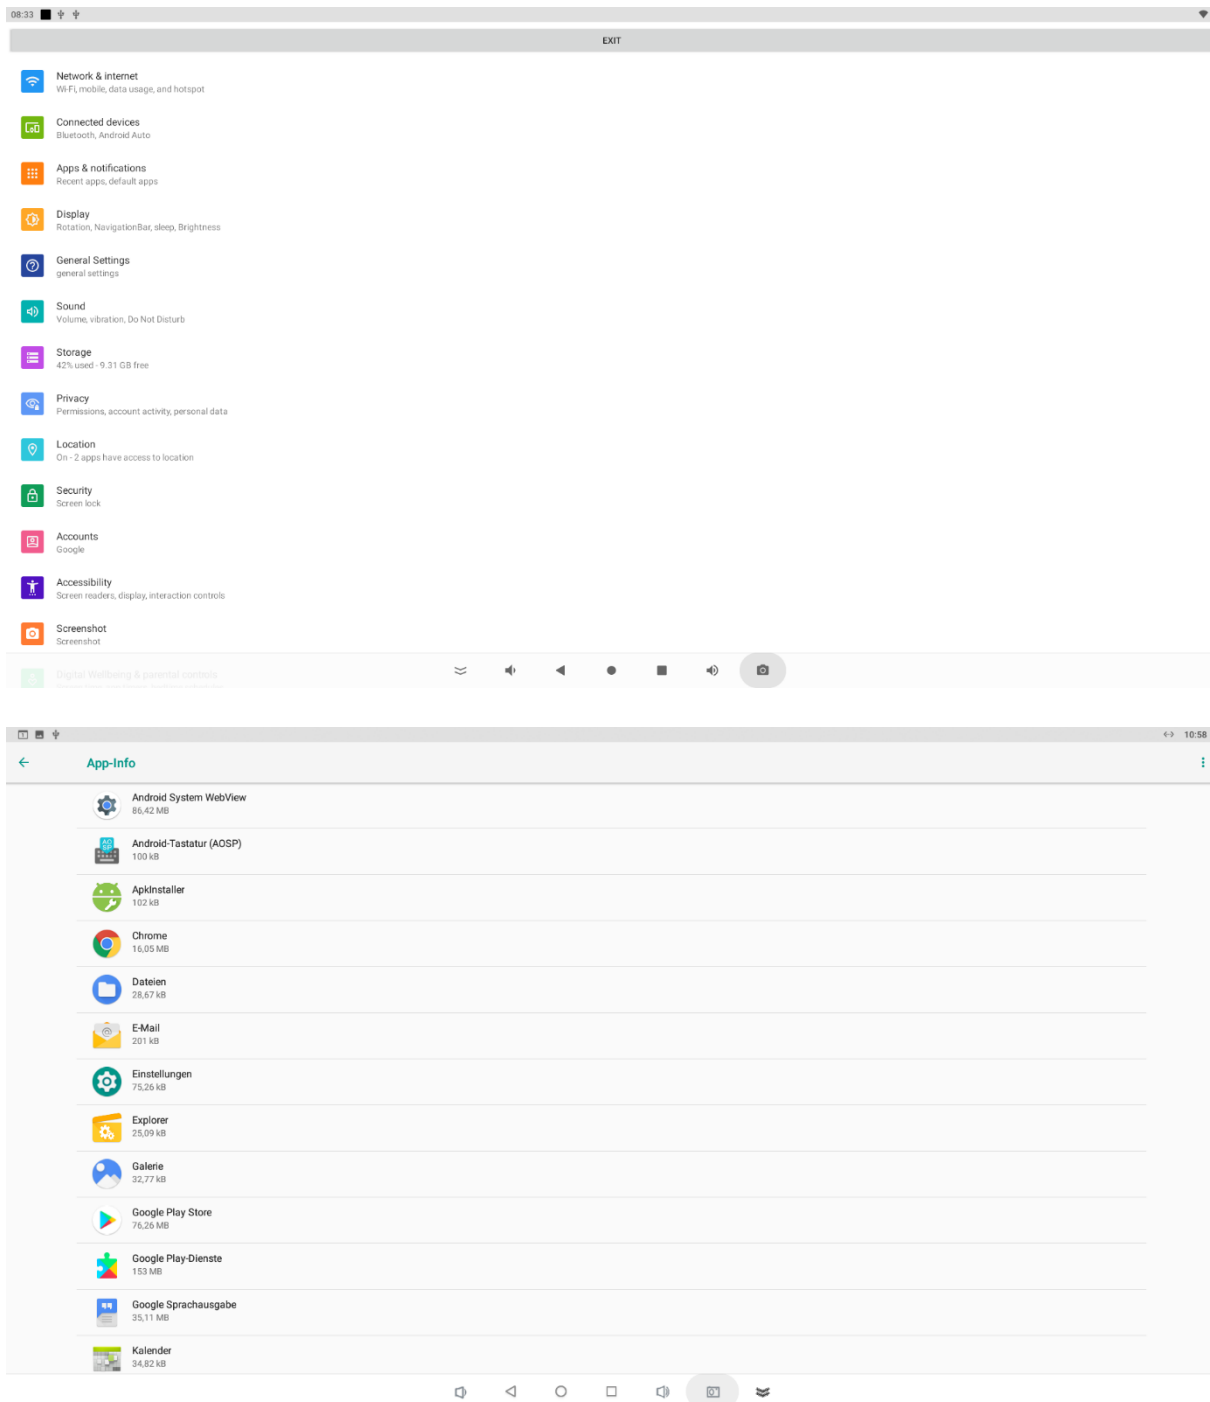 08:33
EXIT
Network & internet
Wi-Fi, mobile, data usage, and hotspot
Connected devices
Bluetooth, Android Auto
Apps & notifications
Recent apps, default apps
Display
Rotation, NavigationBar, sleep, Brightness
General Settings
general settings
Sound
Volume, vibration, Do Not Disturb
Storage
42% used - 9.31 GB free
Privacy
Permissions, account activity, personal data
Location
On - 2 apps have access to location
Security
Screen lock
Accounts
Google
Accessibility
Screen readers, display, interaction controls
Screenshot
Screenshot
Digital Wellbeing & parental controls
10:58
App-Info
Android System WebView
86,42 MB
Android-Tastatur (AOSP)
100 kB
ApkInstaller
102 kB
Chrome
16,05 MB
Dateien
28,67 kB
E-Mail
201 kB
Einstellungen
75,26 kB
Explorer
25,09 kB
Galerie
32,77 kB
Google Play Store
76,26 MB
Google Play-Dienste
153 MB
Google Sprachausgabe
35,11 MB
Kalender
34,82 kB